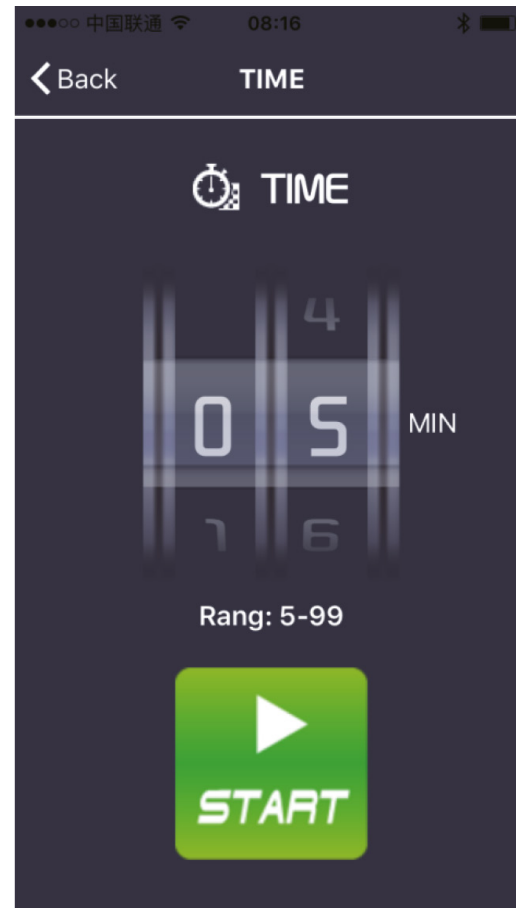 中国联通 08:16
Back TIME
TIME
4
0 5 MIN
1 6
Rang: 5-99
START